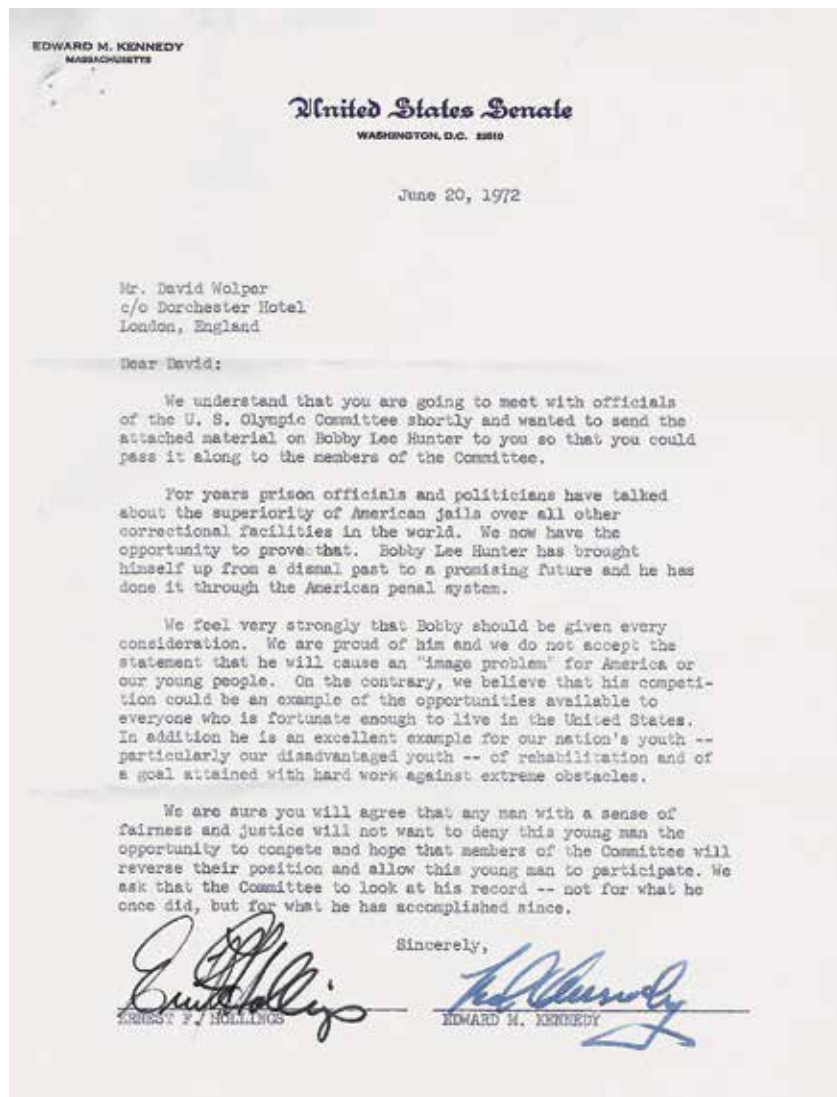 EDWARD M. KENNEDY
MASSACHUSETTS
United States Senate
WASHINGTON, D.C. 20510
June 20, 1972
Mr. David Wolper
c/o Dorchester Hotel
London, England
Dear David:
We understand that you are going to meet with officials
of the U. S. Olympic Committee shortly and wanted to send the
attached material on Bobby Lee Hunter to you so that you could
pass it along to the members of the Committee.
For years prison officials and politicians have talked
about the superiority of American jails over all other
correctional facilities in the world. We now have the
opportunity to prove that. Bobby Lee Hunter has brought
himself up from a dismal past to a promising future and he has
done it through the American penal system.
We feel very strongly that Bobby should be given every
consideration. We are proud of him and we do not accept the
statement that he will cause an "image problem" for America or
our young people. On the contrary, we believe that his competi-
tion could be an example of the opportunities available to
everyone who is fortunate enough to live in the United States.
In addition he is an excellent example for our nation's youth --
particularly our disadvantaged youth -- of rehabilitation and of
a goal attained with hard work against extreme obstacles.
We are sure you will agree that any man with a sense of
fairness and justice will not want to deny this young man the
opportunity to compete and hope that members of the Committee will
reverse their position and allow this young man to participate. We
ask that the Committee to look at his record -- not for what he
once did, but for what he has accomplished since.
Sincerely,
Ernest F. Hollings
Ted Kennedy
ERNEST F. HOLLINGS
EDWARD M. KENNEDY